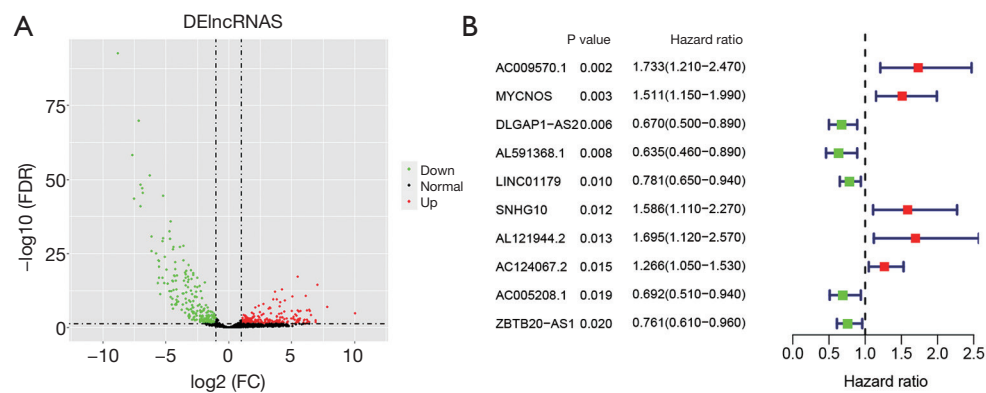 A
DElncRNAS
−log10 (FDR)
75
50
25
0
−10 −5 0 5 10
log2 (FC)
Down
Normal
Up
B
P value Hazard ratio
AC009570.1 0.002 1.733(1.210−2.470)
MYCNOS 0.003 1.511(1.150−1.990)
DLGAP1−AS2 0.006 0.670(0.500−0.890)
AL591368.1 0.008 0.635(0.460−0.890)
LINC01179 0.010 0.781(0.650−0.940)
SNHG10 0.012 1.586(1.110−2.270)
AL121944.2 0.013 1.695(1.120−2.570)
AC124067.2 0.015 1.266(1.050−1.530)
AC005208.1 0.019 0.692(0.510−0.940)
ZBTB20−AS1 0.020 0.761(0.610−0.960)
0.0 0.5 1.0 1.5 2.0 2.5
Hazard ratio